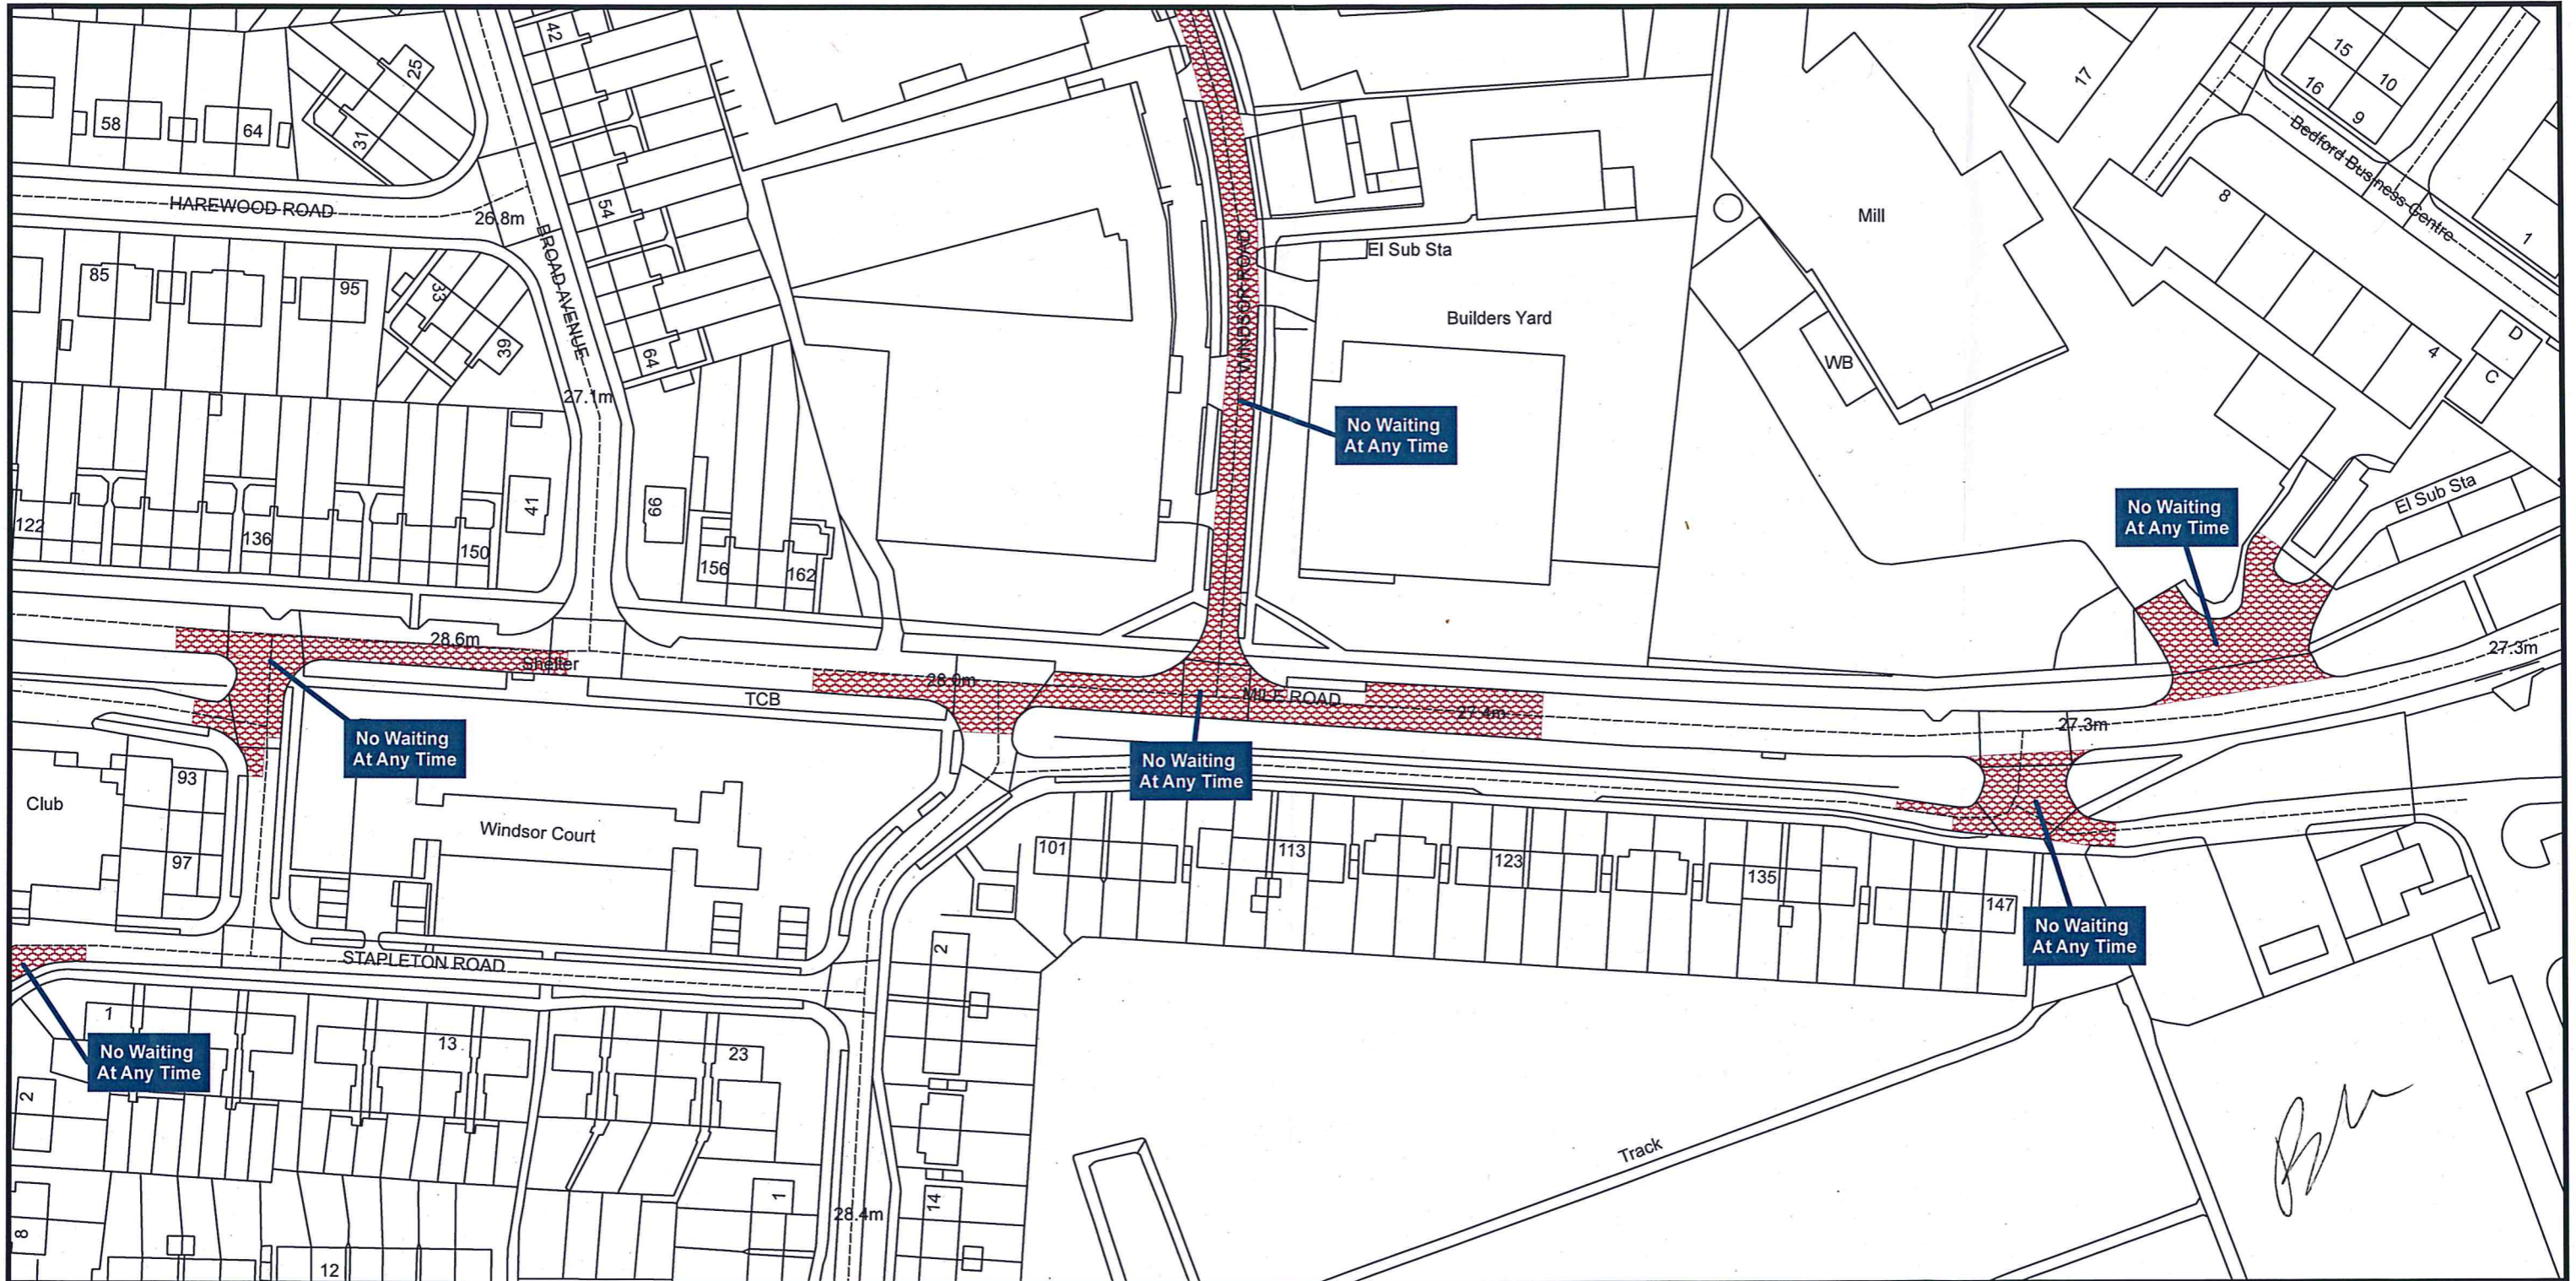 42
15
10
16
9
17
25
58
64
31
Bedford Business Centre
HAREWOOD ROAD
26.8m
54
8
1
Mill
BROAD AVENUE
WINDSOR ROAD
El Sub Sta
85
95
33
Builders Yard
39
64
27.1m
WB
D
C
4
No Waiting
At Any Time
No Waiting
At Any Time
El Sub Sta
122
136
150
41
66
156
162
28.6m
Shelter
28.0m
TCB
MILE ROAD
27.4m
27.3m
27.3m
No Waiting
At Any Time
No Waiting
At Any Time
93
Club
97
Windsor Court
101
113
123
135
147
No Waiting
At Any Time
2
STAPLETON ROAD
1
13
23
No Waiting
At Any Time
2
Track
8
12
1
14
28.4m